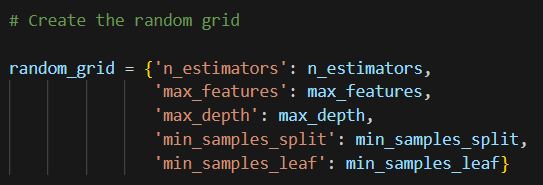 # Create the random grid
random_grid = {'n_estimators': n_estimators,
'max_features': max_features,
'max_depth': max_depth,
'min_samples_split': min_samples_split,
'min_samples_leaf': min_samples_leaf}